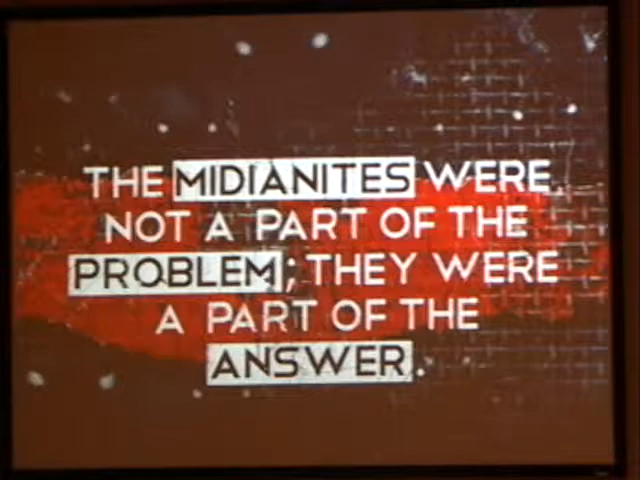 THE MIDIANITES WERE
NOT A PART OF THE
PROBLEM; THEY WERE
A PART OF THE
ANSWER.